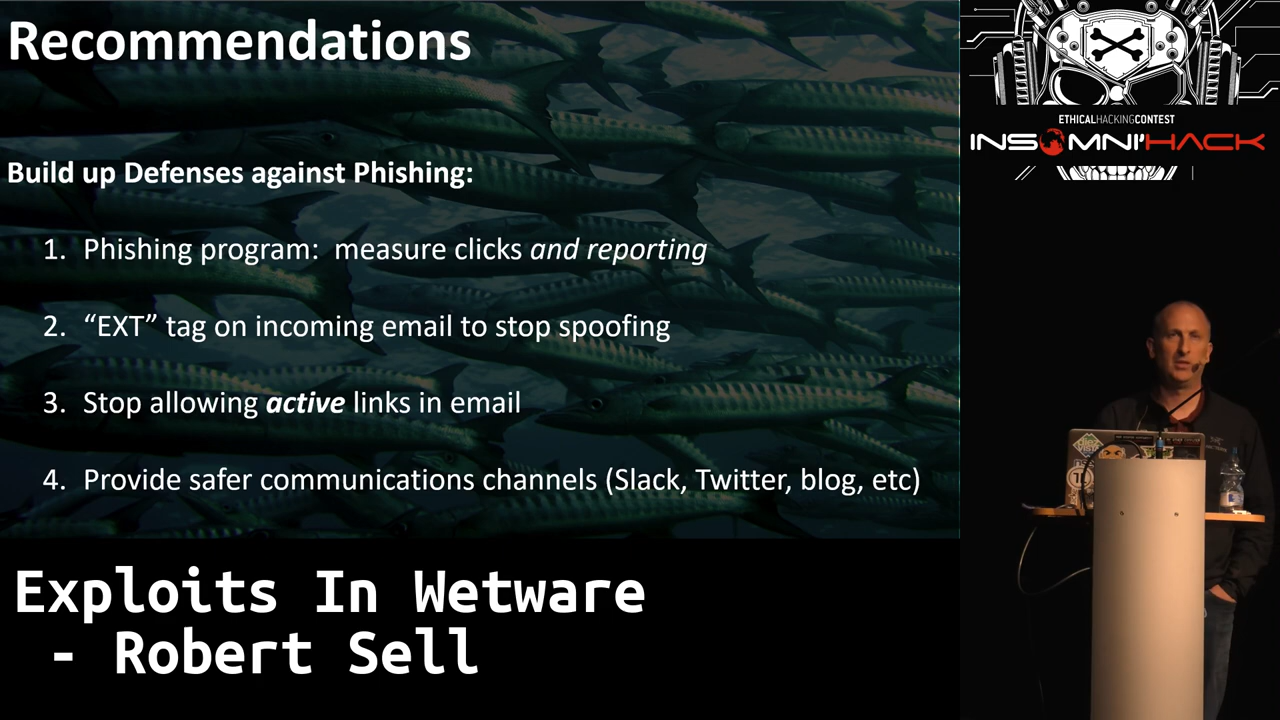 Recommendations
Build up Defenses against Phishing:
1. Phishing program: measure clicks and reporting
2. “EXT” tag on incoming email to stop spoofing
3. Stop allowing active links in email
4. Provide safer communications channels (Slack, Twitter, blog, etc)
Exploits In Wetware
- Robert Sell
ETHICALHACKINGCONTEST
INSOMNI'HACK